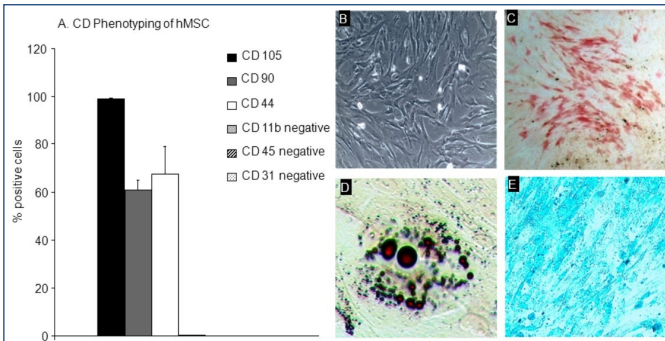 A. CD Phenotyping of hMSC
120
100
80
60
40
20
0
% positive cells
CD 105
CD 90
CD 44
CD 11b negative
CD 45 negative
CD 31 negative
B
C
D
E